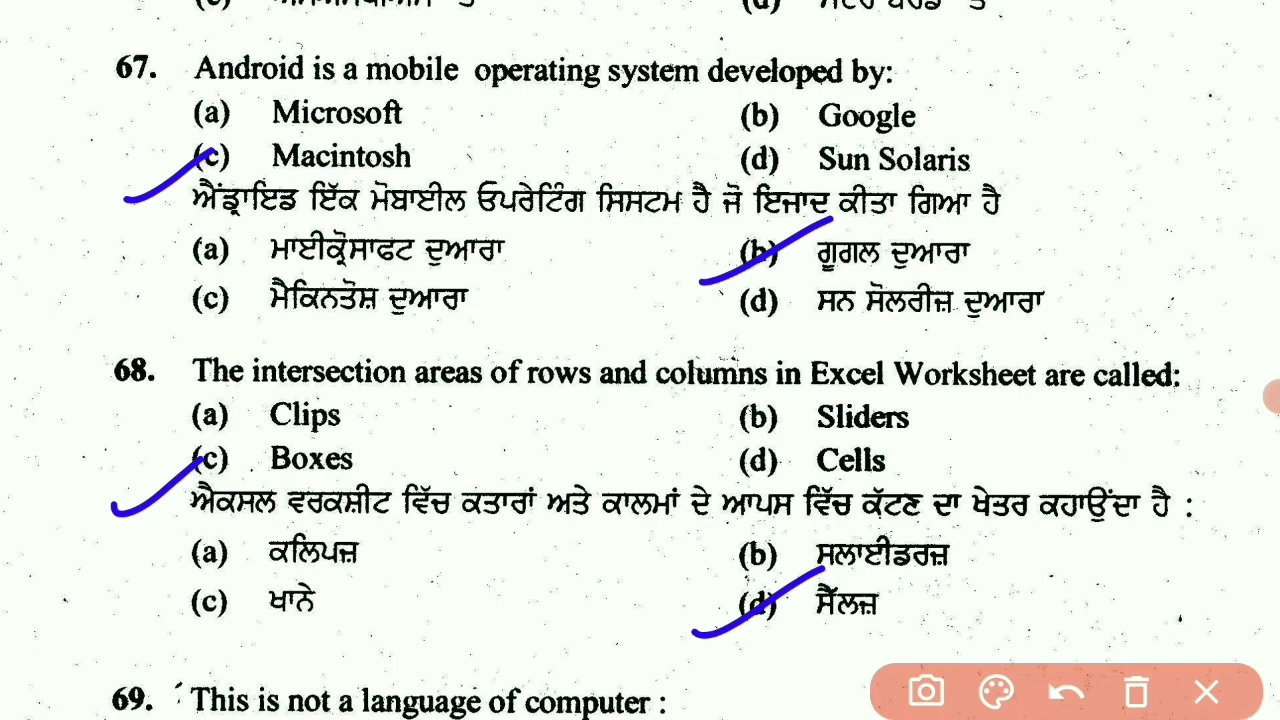 67. Android is a mobile operating system developed by:
(a) Microsoft (b) Google
(c) Macintosh (d) Sun Solaris
ਐਂਡ੍ਰਾਇਡ ਇੱਕ ਮੋਬਾਈਲ ਓਪਰੇਟਿੰਗ ਸਿਸਟਮ ਹੈ ਜੋ ਇਜਾਦ ਕੀਤਾ ਗਿਆ ਹੈ
(a) ਮਾਈਕ੍ਰੋਸਾਫਟ ਦੁਆਰਾ (b) ਗੂਗਲ ਦੁਆਰਾ
(c) ਮੈਕਿਨਤੋਸ਼ ਦੁਆਰਾ (d) ਸਨ ਸੋਲਰੀਜ਼ ਦੁਆਰਾ
68. The intersection areas of rows and columns in Excel Worksheet are called:
(a) Clips (b) Sliders
(c) Boxes (d) Cells
ਐਕਸਲ ਵਰਕਸ਼ੀਟ ਵਿੱਚ ਕਤਾਰਾਂ ਅਤੇ ਕਾਲਮਾਂ ਦੇ ਆਪਸ ਵਿੱਚ ਕੱਟਣ ਦਾ ਖੇਤਰ ਕਹਾਉਂਦਾ ਹੈ :
(a) ਕਲਿਪਜ਼ (b) ਸਲਾਈਡਰਜ਼
(c) ਖਾਨੇ (d) ਸੈੱਲਜ਼
69. This is not a language of computer :